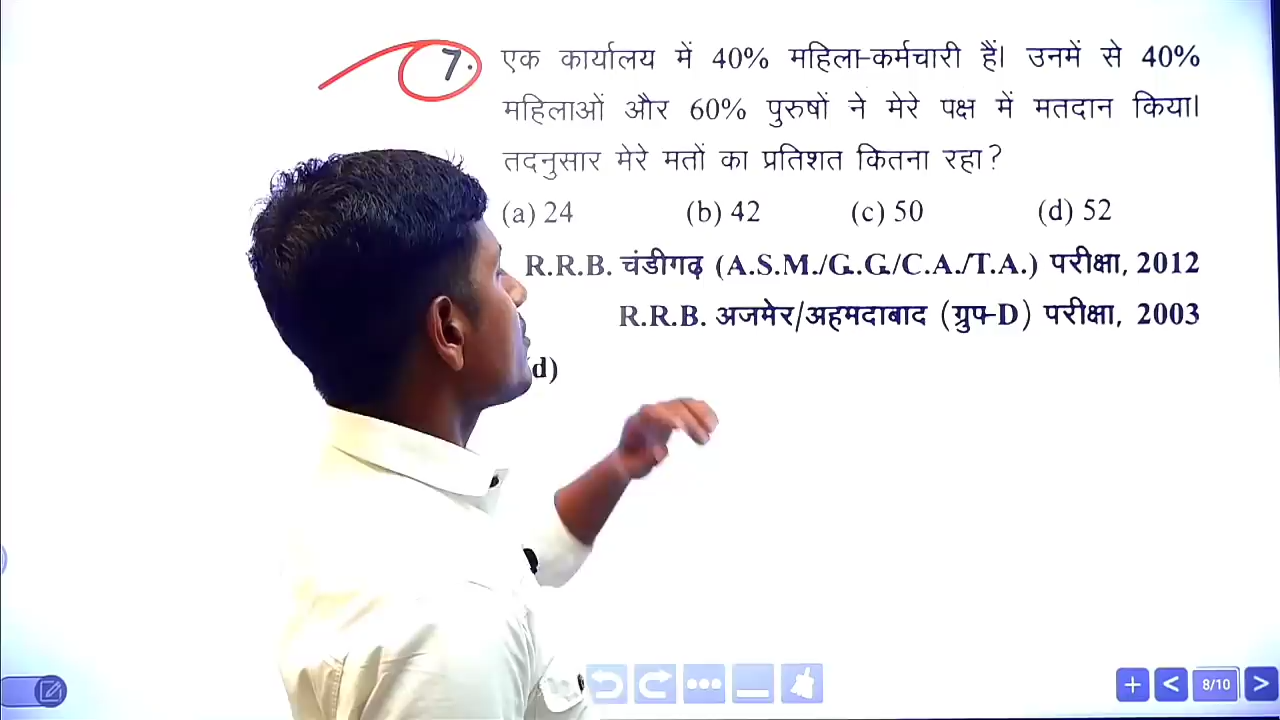 7. एक कार्यालय में 40% महिला-कर्मचारी हैं। उनमें से 40%
महिलाओं और 60% पुरुषों ने मेरे पक्ष में मतदान किया।
तदनुसार मेरे मतों का प्रतिशत कितना रहा?
(a) 24 (b) 42 (c) 50 (d) 52
R.R.B. चंडीगढ़ (A.S.M./G.G./C.A./T.A.) परीक्षा, 2012
R.R.B. अजमेर/अहमदाबाद (ग्रुप-D) परीक्षा, 2003
(d)
8/10